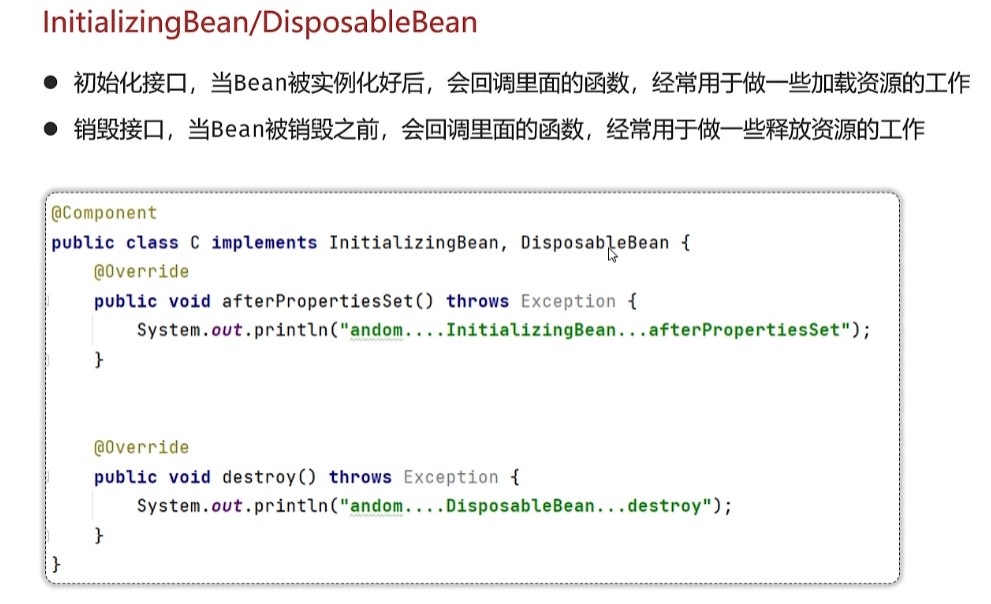 InitializingBean/DisposableBean
● 初始化接口，当Bean被实例化好后，会回调里面的函数，经常用于做一些加载资源的工作
● 销毁接口，当Bean被销毁之前，会回调里面的函数，经常用于做一些释放资源的工作
@Component
public class C implements InitializingBean, DisposableBean {
@Override
public void afterPropertiesSet() throws Exception {
System.out.println("andom....InitializingBean...afterPropertiesSet");
}
@Override
public void destroy() throws Exception {
System.out.println("andom....DisposableBean...destroy");
}
}